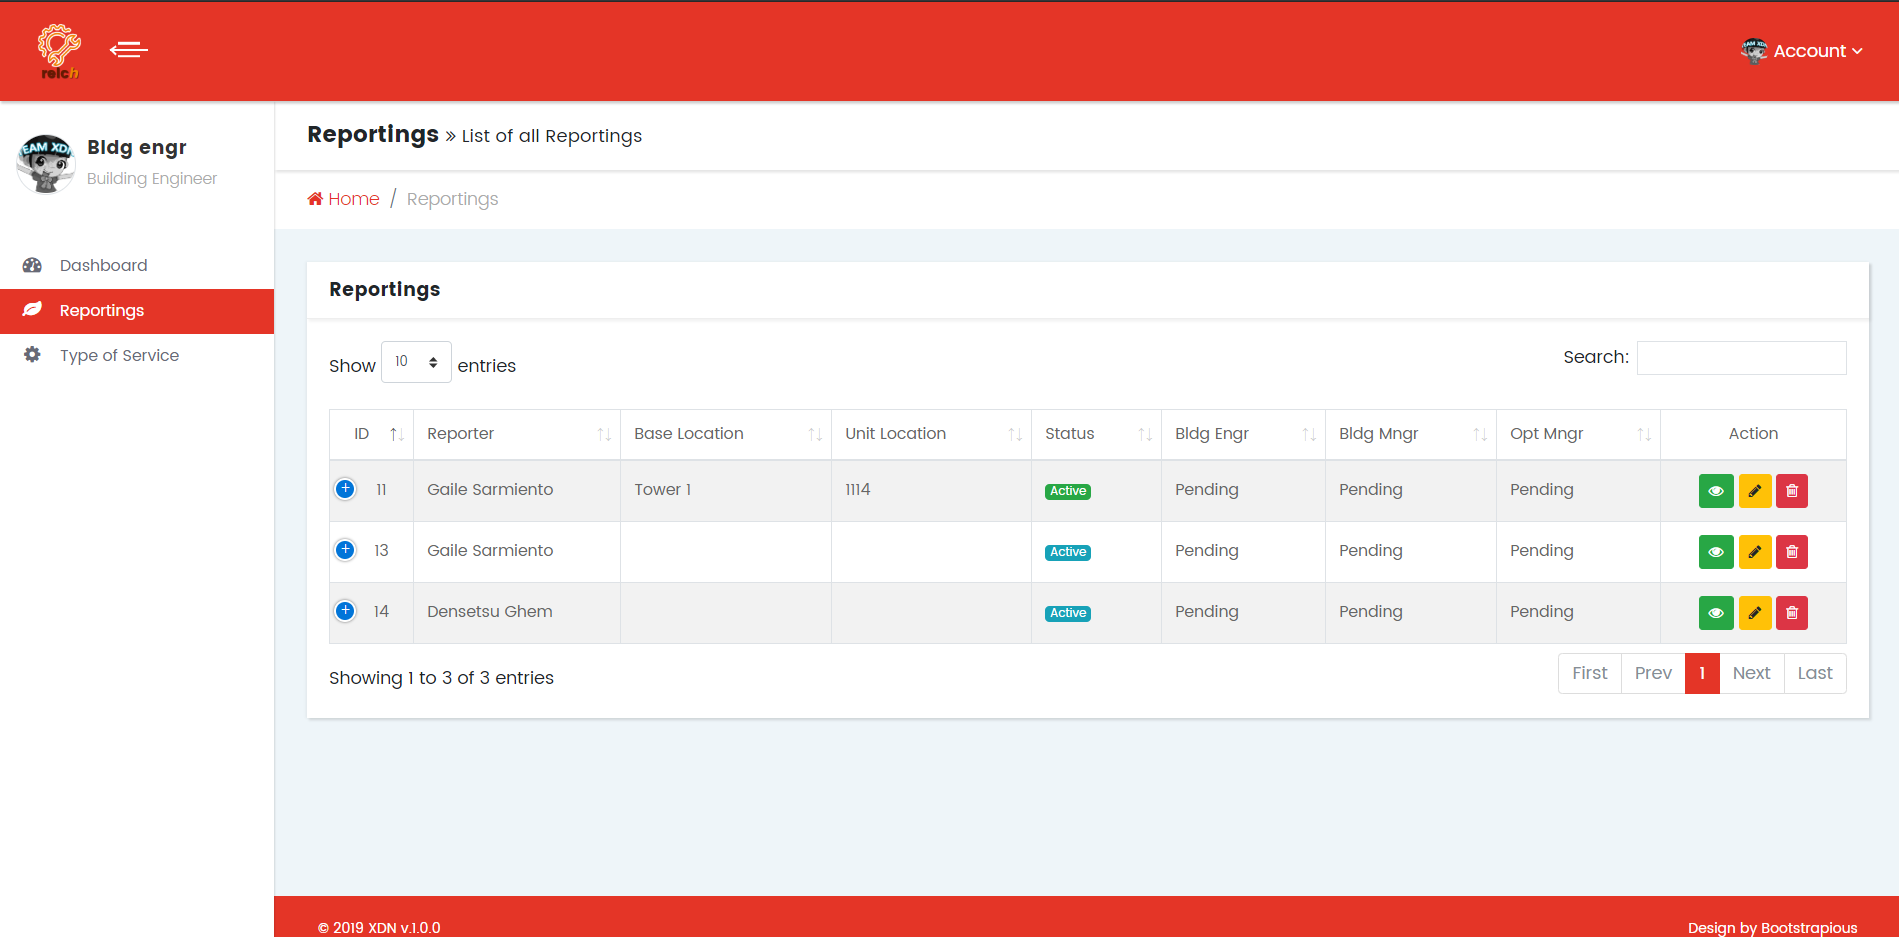 relch
Account
Bldg engr
Building Engineer
Dashboard
Reportings
Type of Service
Reportings » List of all Reportings
Home / Reportings
Reportings
Show 10 entries
Search:
ID Reporter Base Location Unit Location Status Bldg Engr Bldg Mngr Opt Mngr Action
11 Gaile Sarmiento Tower 1 1114 Active Pending Pending Pending
13 Gaile Sarmiento Active Pending Pending Pending
14 Densetsu Ghem Active Pending Pending Pending
Showing 1 to 3 of 3 entries
First Prev 1 Next Last
© 2019 XDN v.1.0.0
Design by Bootstrapious